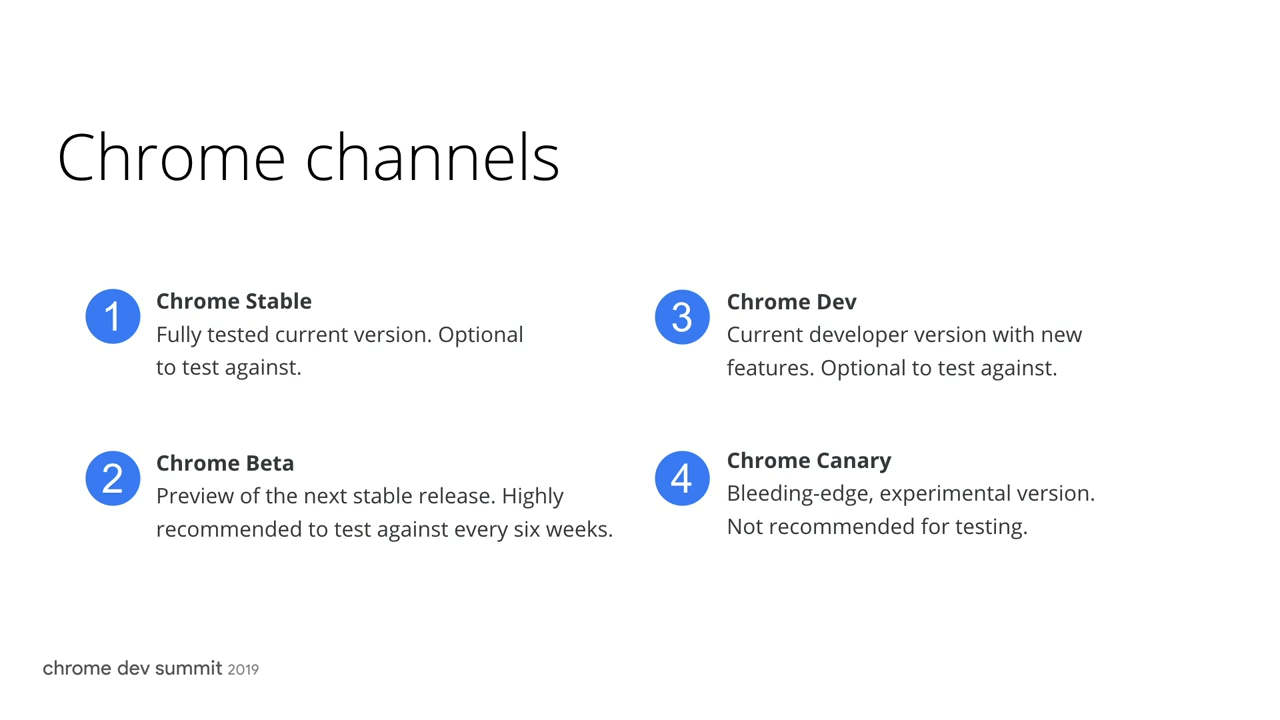 Chrome channels
1
Chrome Stable
Fully tested current version. Optional
to test against.
2
Chrome Beta
Preview of the next stable release. Highly
recommended to test against every six weeks.
3
Chrome Dev
Current developer version with new
features. Optional to test against.
4
Chrome Canary
Bleeding-edge, experimental version.
Not recommended for testing.
chrome dev summit 2019